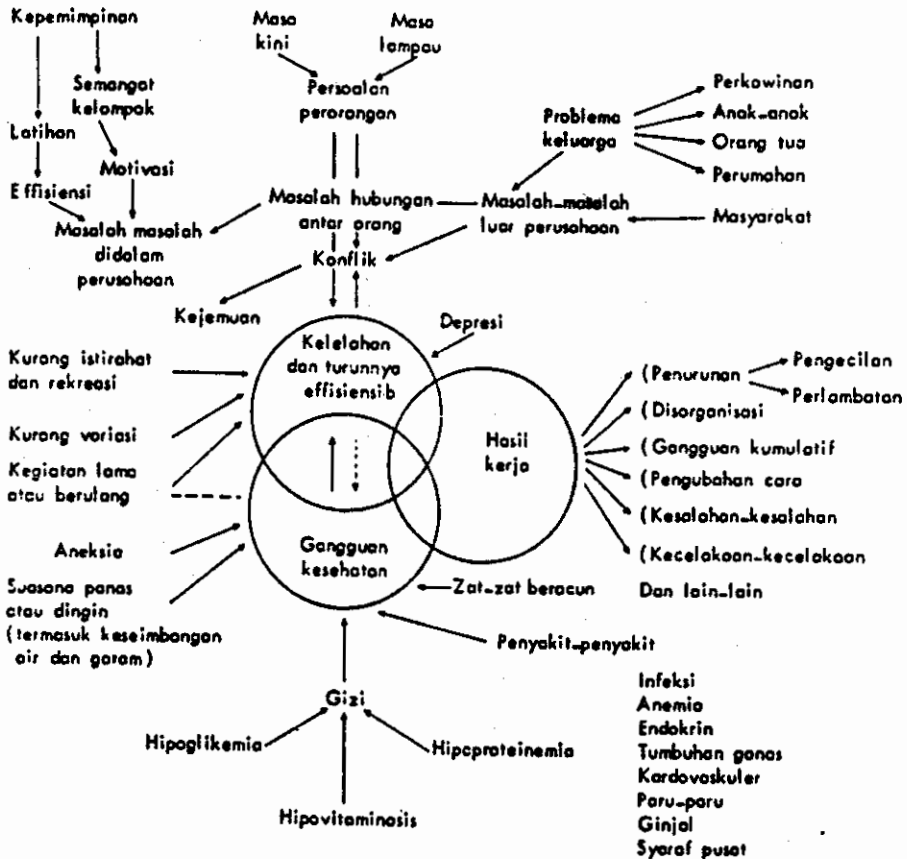 Kepemimpinan
Semangat
kelompok
Latihan
Motivasi
Effisiensi
Masalah masalah
didalam
perusahaan
Masa
kini
Masa
lampau
Persoalan
perorangan
Masalah hubungan
antar orang
Konflik
Kejemuan
Problema
keluarga
Perkawinan
Anak-anak
Orang tua
Perumahan
Masalah-masalah
luar perusahaan
Masyarakat
Depresi
Kelelahan
dan turunnya
effisiensi b
Kurang istirahat
dan rekreasi
Kurang variasi
Kegiatan lama
atau berulang
Aneksia
Suasana panas
atau dingin
(termasuk keseimbangan
air dan garam)
Gangguan
kesehatan
Hasil
kerja
(Penurunan
Pengecilan
Perlambatan
(Disorganisasi
(Gangguan kumulatif
(Pengubahan cara
(Kesalahan-kesalahan
(Kecelakaan-kecelakaan
Dan lain-lain
Zat-zat beracun
Penyakit-penyakit
Infeksi
Anemia
Endokrin
Tumbuhan ganas
Kardovaskuler
Paru-paru
Ginjal
Syaraf pusat
Gizi
Hipoglikemia
Hipoproteinemia
Hipovitaminosis